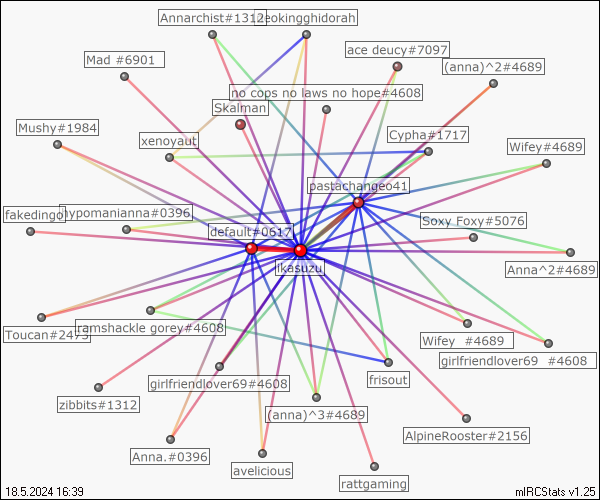 Annarchist#1312
eokingghidorah
ace deucy#7097
Mad #6901
(anna)^2#4689
no cops no laws no hope#4608
Skalman
Mushy#1984
xenoyaut
Cypha#1717
Wifey#4689
pastachangeo41
fakedingo
hypomanianna#0396
Soxy Foxy#5076
default#0617
ikasuzu
Anna^2#4689
Toucan#2473
ramshackle gorey#4608
Wifey #4689
girlfriendlover69 #4608
girlfriendlover69#4608
frisout
zibbits#1312
(anna)^3#4689
AlpineRooster#2156
Anna.#0396
avelicious
rattgaming
18.5.2024 16:39
mIRCStats v1.25